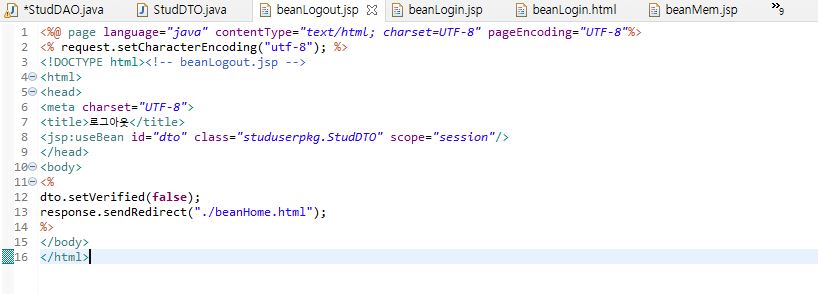 *StudDAO.java StudDTO.java beanLogout.jsp beanLogin.jsp beanLogin.html beanMem.jsp »9
1 <%@ page language="java" contentType="text/html; charset=UTF-8" pageEncoding="UTF-8"%>
2 <% request.setCharacterEncoding("utf-8"); %>
3 <!DOCTYPE html><!-- beanLogout.jsp -->
4 <html>
5 <head>
6 <meta charset="UTF-8">
7 <title>로그아웃</title>
8 <jsp:useBean id="dto" class="studuserpkg.StudDTO" scope="session"/>
9 </head>
10 <body>
11 <%
12 dto.setVerified(false);
13 response.sendRedirect("./beanHome.html");
14 %>
15 </body>
16 </html>